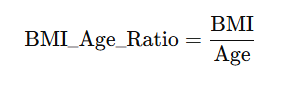 BMI_Age_Ratio = BMI / Age